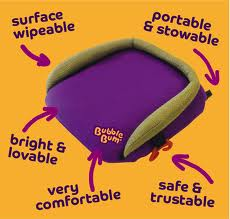 surface
wipeable
portable
& stowable
Bubble
Bum
bright &
lovable
very
comfortable
safe &
trustable